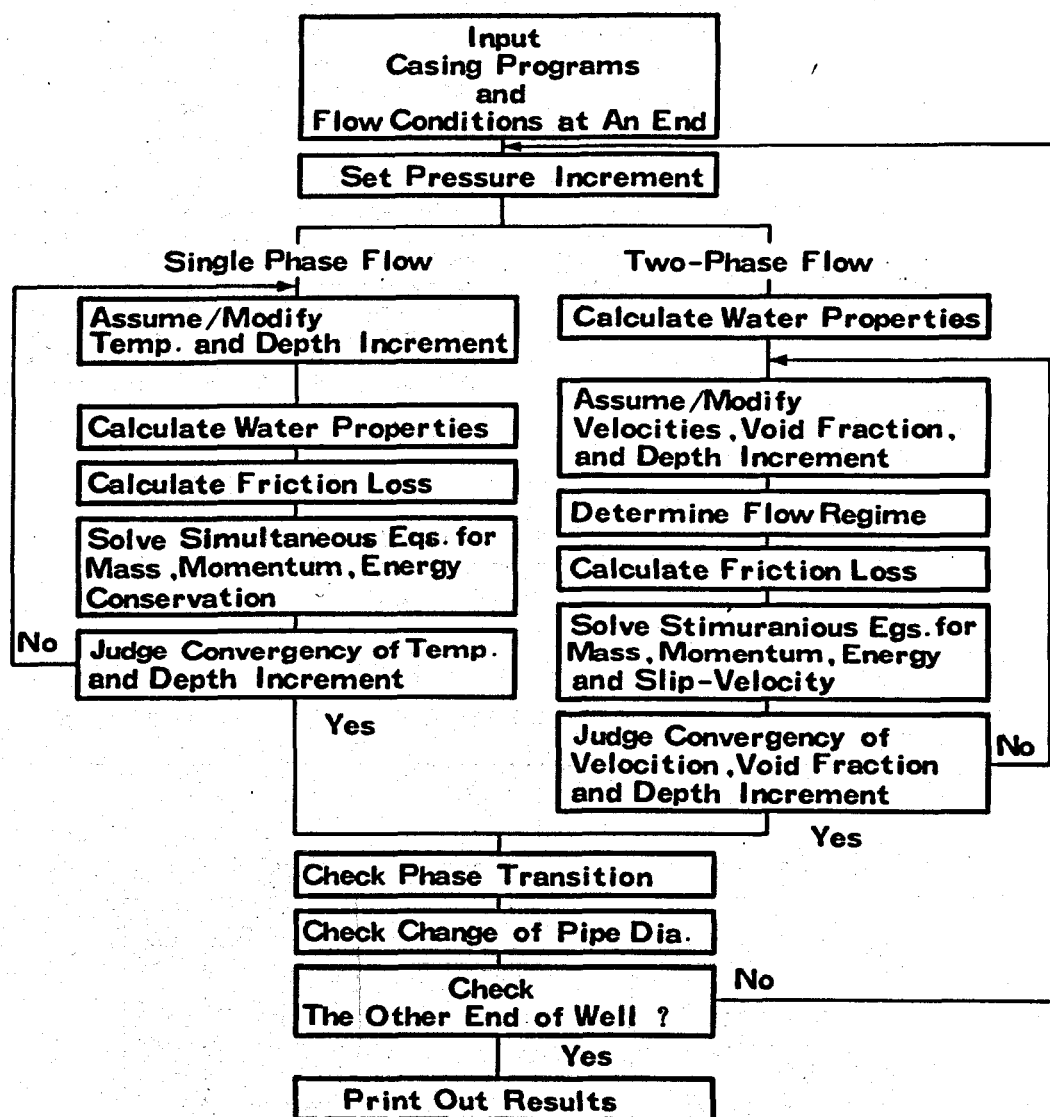 Input
Casing Programs
and
Flow Conditions at An End
Set Pressure Increment
Single Phase Flow
Assume/Modify
Temp. and Depth Increment
Calculate Water Properties
Calculate Friction Loss
Solve Simultaneous Eqs. for
Mass, Momentum, Energy
Conservation
No
Judge Convergency of Temp.
and Depth Increment
Yes
Two-Phase Flow
Calculate Water Properties
Assume/Modify
Velocities, Void Fraction,
and Depth Increment
Determine Flow Regime
Calculate Friction Loss
Solve Stimuranious Egs. for
Mass, Momentum, Energy
and Slip-Velocity
Judge Convergency of
Velocition, Void Fraction
and Depth Increment
No
Yes
Check Phase Transition
Check Change of Pipe Dia.
Check
The Other End of Well ?
No
Yes
Print Out Results